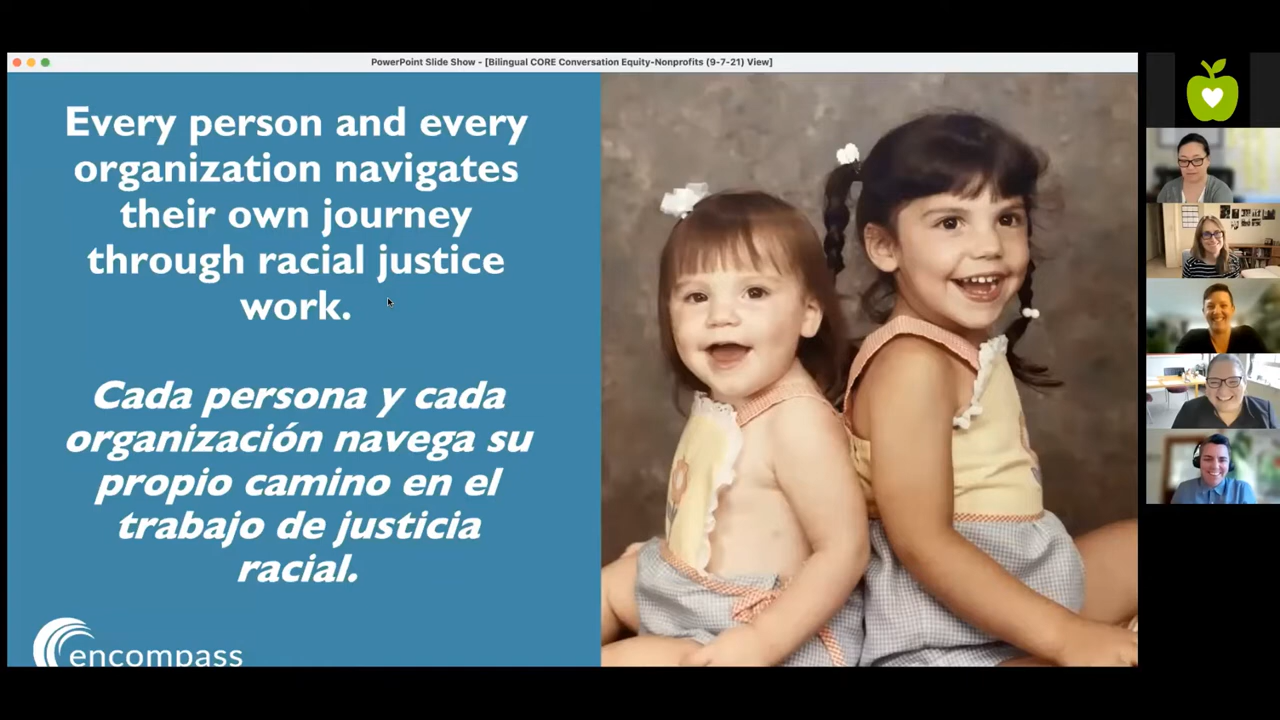 PowerPoint Slide Show - [Bilingual CORE Conversation Equity-Nonprofits (9-7-21) View]
Every person and every
organization navigates
their own journey
through racial justice
work.
Cada persona y cada
organización navega su
propio camino en el
trabajo de justicia
racial.
encompass